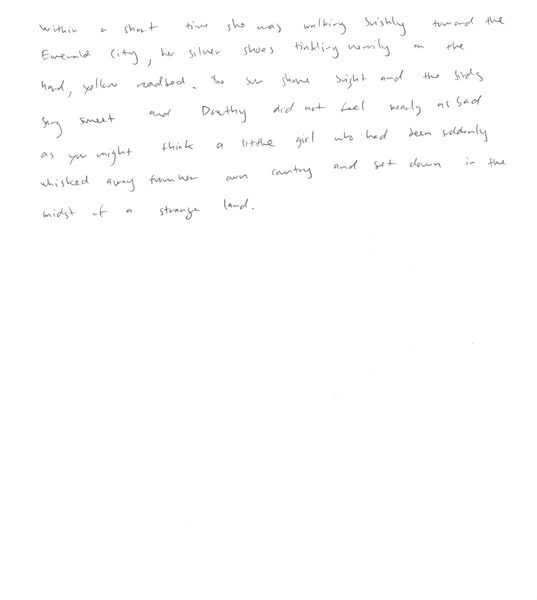 Within a short time she was walking briskly toward the
Emerald City, her silver shoes tinkling merrily on the
hard, yellow roadbed. The sun shone bright and the birds
sang sweet and Dorothy did not feel nearly as bad
as you might think a little girl who had been suddenly
whisked away from her own country and set down in the
midst of a strange land.